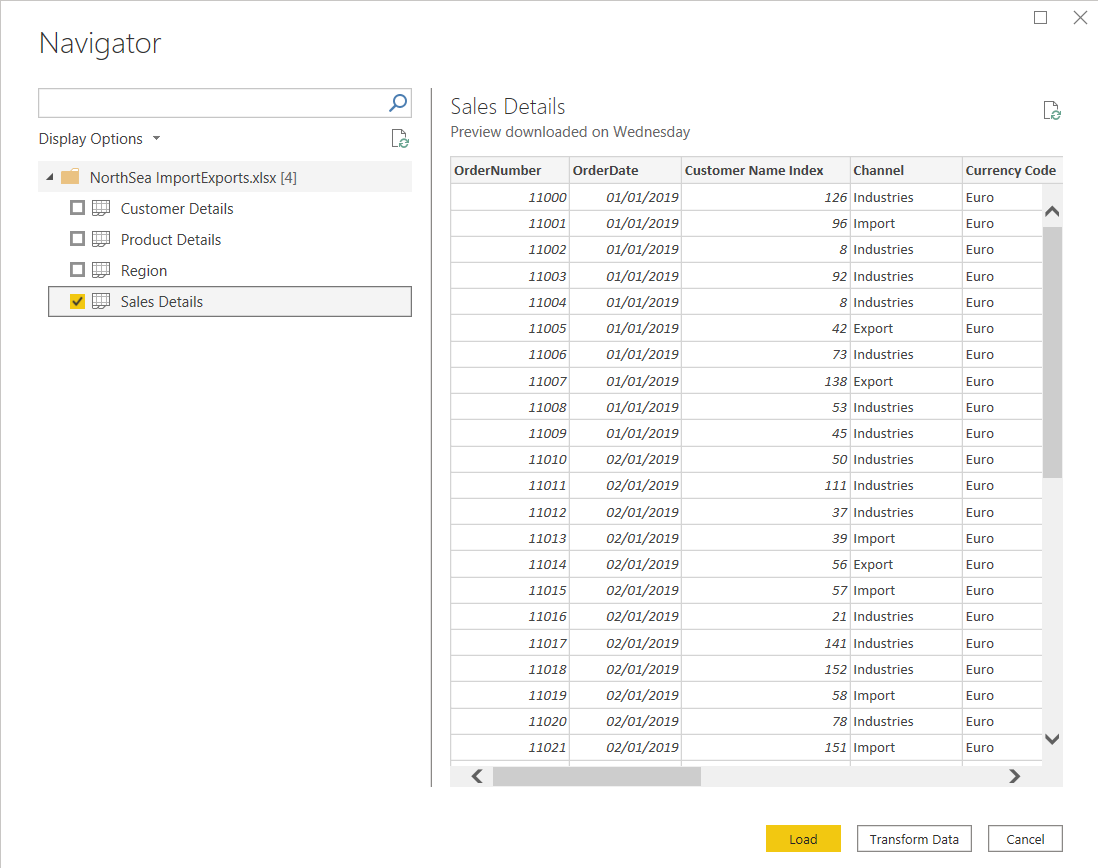 Navigator
Display Options
NorthSea ImportExports.xlsx [4]
Customer Details
Product Details
Region
Sales Details
Sales Details
Preview downloaded on Wednesday
OrderNumber OrderDate Customer Name Index Channel Currency Code
11000 01/01/2019 126 Industries Euro
11001 01/01/2019 96 Import Euro
11002 01/01/2019 8 Industries Euro
11003 01/01/2019 92 Industries Euro
11004 01/01/2019 8 Industries Euro
11005 01/01/2019 42 Export Euro
11006 01/01/2019 73 Industries Euro
11007 01/01/2019 138 Export Euro
11008 01/01/2019 53 Industries Euro
11009 01/01/2019 45 Industries Euro
11010 02/01/2019 50 Industries Euro
11011 02/01/2019 111 Industries Euro
11012 02/01/2019 37 Industries Euro
11013 02/01/2019 39 Import Euro
11014 02/01/2019 56 Export Euro
11015 02/01/2019 57 Import Euro
11016 02/01/2019 21 Industries Euro
11017 02/01/2019 141 Industries Euro
11018 02/01/2019 152 Industries Euro
11019 02/01/2019 58 Import Euro
11020 02/01/2019 78 Industries Euro
11021 02/01/2019 151 Import Euro
Load Transform Data Cancel